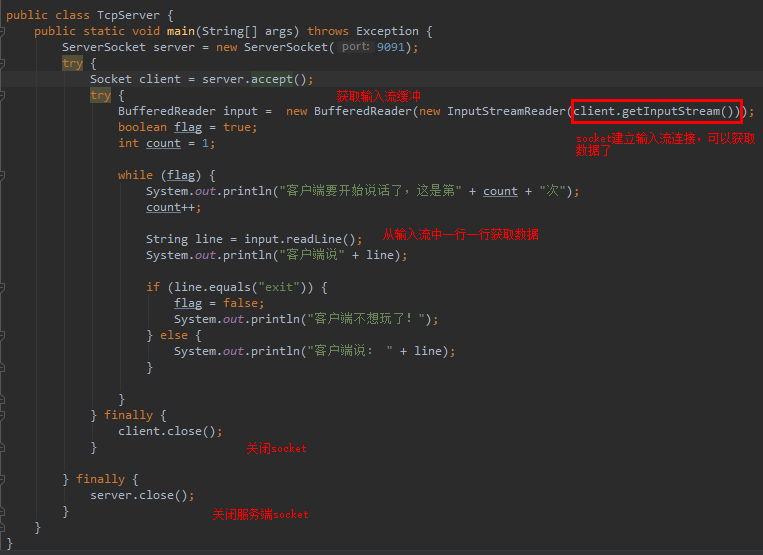 public class TcpServer {
public static void main(String[] args) throws Exception {
ServerSocket server = new ServerSocket( port: 9091);
try {
Socket client = server.accept();
try {
获取输入流缓冲
BufferedReader input =  new BufferedReader(new InputStreamReader(client.getInputStream()));
boolean flag = true;
socket建立输入流连接，可以获取
数据了
int count = 1;
while (flag) {
System.out.println("客户端要开始说话了，这是第" + count + "次");
count++;
String line = input.readLine();
从输入流中一行一行获取数据
System.out.println("客户端说" + line);
if (line.equals("exit")) {
flag = false;
System.out.println("客户端不想玩了！");
} else {
System.out.println("客户端说： " + line);
}
}
} finally {
client.close();
}
关闭socket
} finally {
server.close();
}
关闭服务端socket
}
}